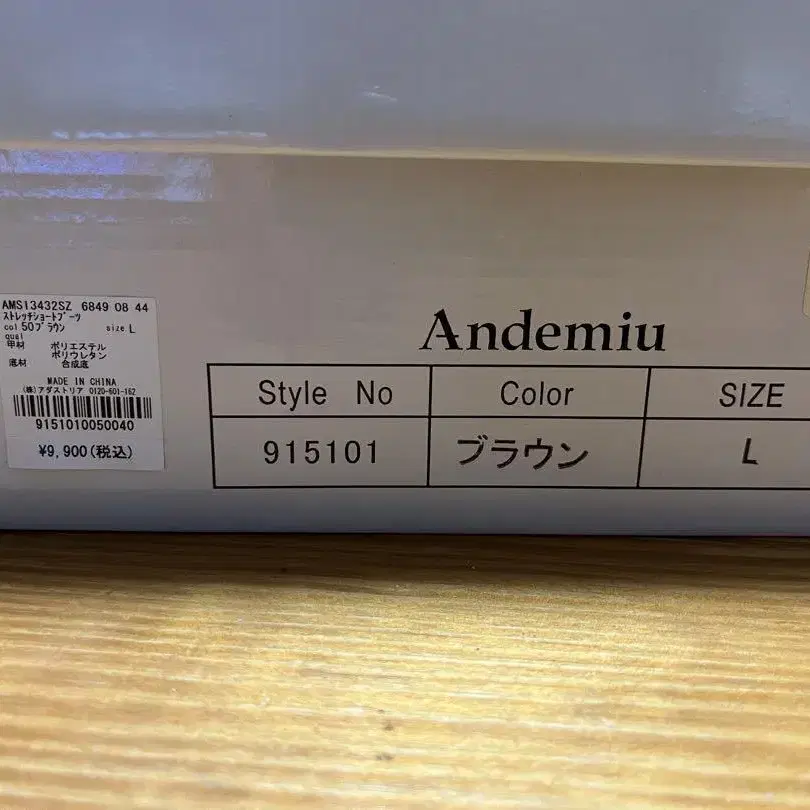 AMS13432SZ 6849 08 44
ストレッチショートブーツ
col 50ブラウン size L
qual
甲材 ポリエステル
ポリウレタン
底材 合成底
MADE IN CHINA
(株)アダストリア 0120-601-162
9151010050040
¥9,900(税込)
Andemiu
Style No Color SIZE
915101 ブラウン L